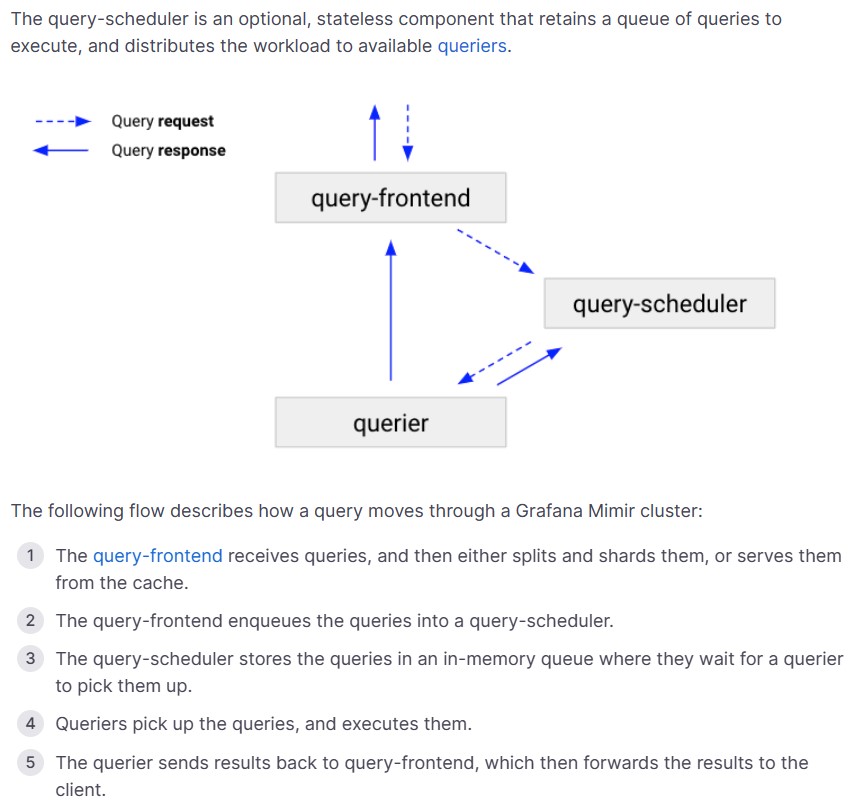 The query-scheduler is an optional, stateless component that retains a queue of queries to
execute, and distributes the workload to available queriers.
Query request
Query response
query-frontend
query-scheduler
querier
The following flow describes how a query moves through a Grafana Mimir cluster:
1 The query-frontend receives queries, and then either splits and shards them, or serves them
from the cache.
2 The query-frontend enqueues the queries into a query-scheduler.
3 The query-scheduler stores the queries in an in-memory queue where they wait for a querier
to pick them up.
4 Queriers pick up the queries, and executes them.
5 The querier sends results back to query-frontend, which then forwards the results to the
client.